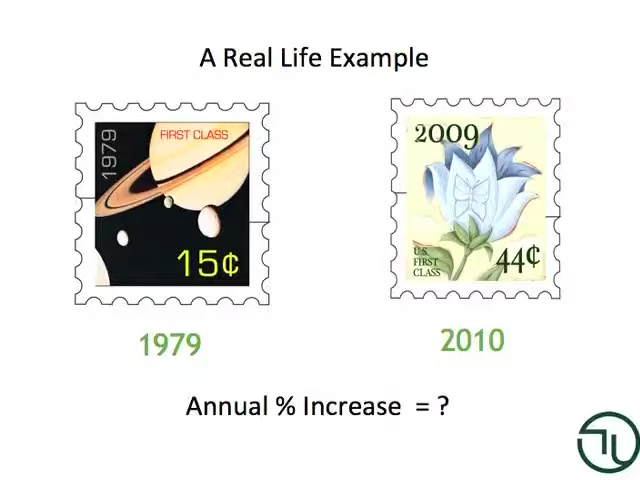 A Real Life Example
1979
FIRST CLASS
15¢
2009
U.S.
FIRST
CLASS
44¢
1979
2010
Annual % Increase = ?